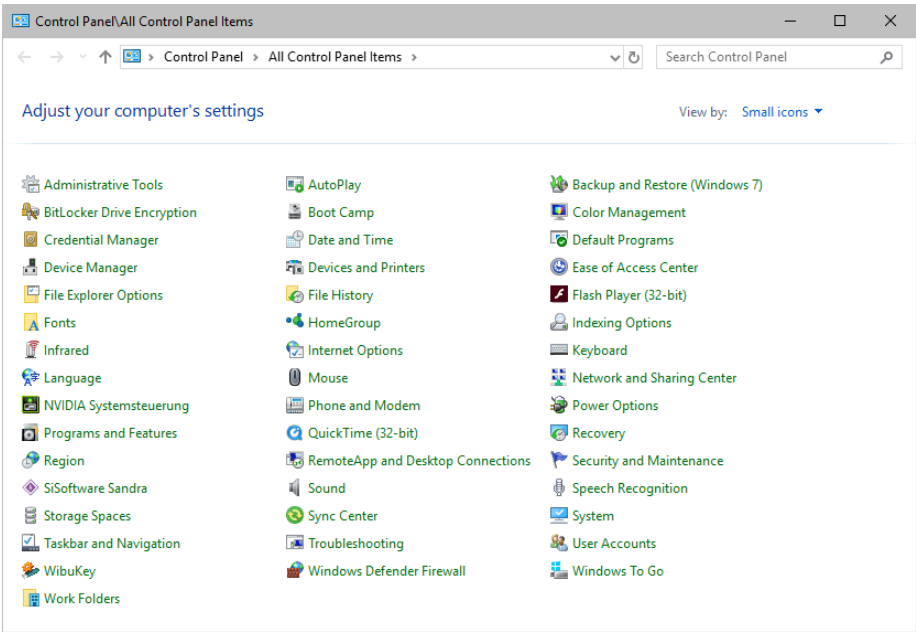 Control Panel\All Control Panel Items
Control Panel > All Control Panel Items >
Search Control Panel
Adjust your computer's settings
View by: Small icons
Administrative Tools
AutoPlay
Backup and Restore (Windows 7)
BitLocker Drive Encryption
Boot Camp
Color Management
Credential Manager
Date and Time
Default Programs
Device Manager
Devices and Printers
Ease of Access Center
File Explorer Options
File History
Flash Player (32-bit)
Fonts
HomeGroup
Indexing Options
Infrared
Internet Options
Keyboard
Language
Mouse
Network and Sharing Center
NVIDIA Systemsteuerung
Phone and Modem
Power Options
Programs and Features
QuickTime (32-bit)
Recovery
Region
RemoteApp and Desktop Connections
Security and Maintenance
SiSoftware Sandra
Sound
Speech Recognition
Storage Spaces
Sync Center
System
Taskbar and Navigation
Troubleshooting
User Accounts
WibuKey
Windows Defender Firewall
Windows To Go
Work Folders